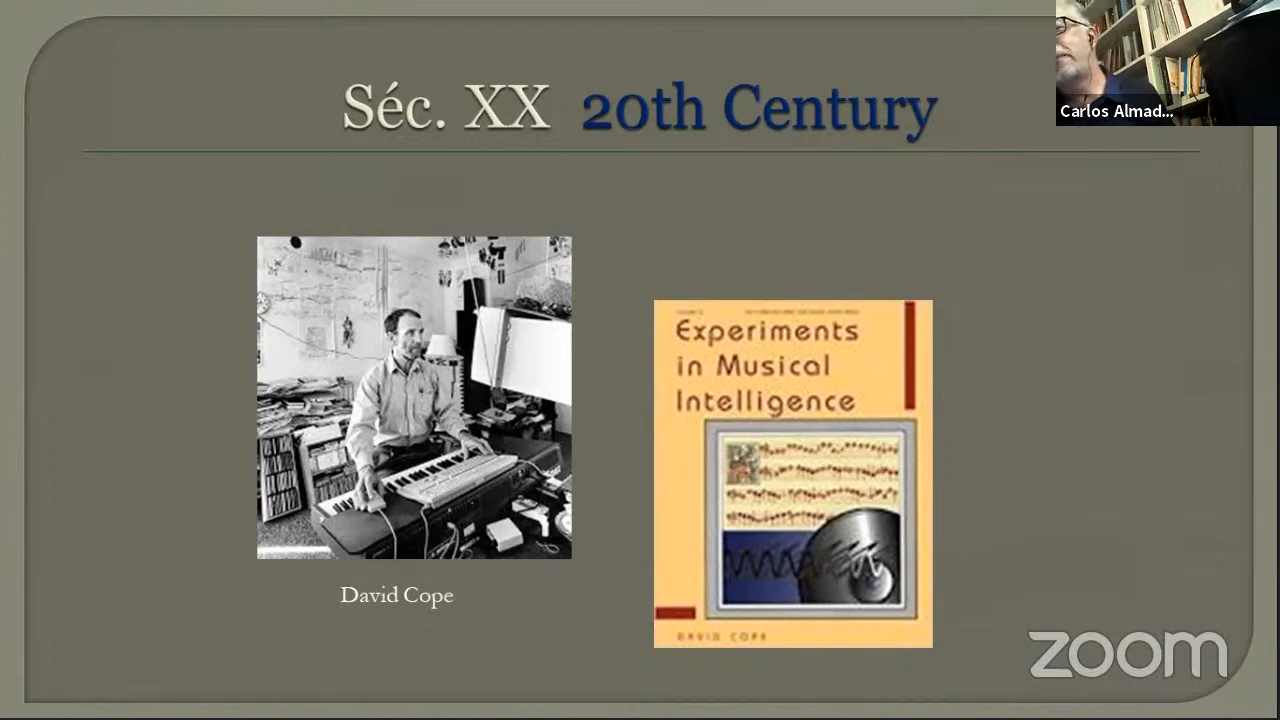 Séc. XX 20th Century
Carlos Almad...
Experiments
in Musical
Intelligence
DAVID COPE
David Cope
zoom